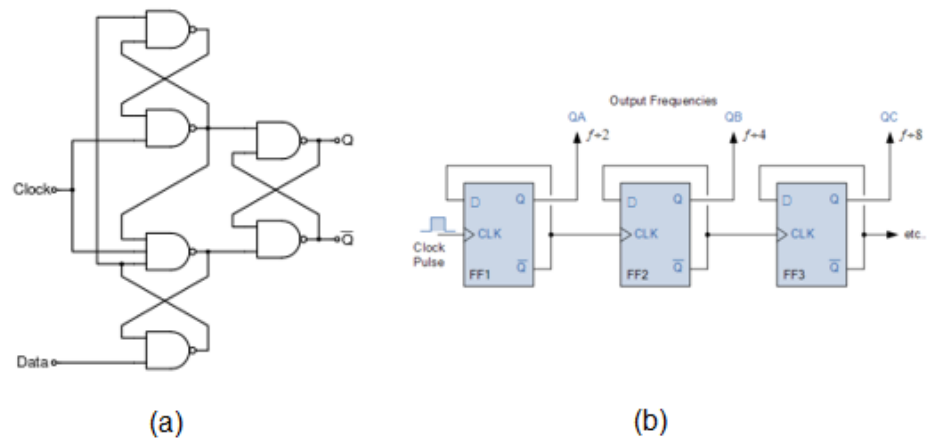 Clock
Data
Q
Q̅
(a)
Output Frequencies
QA
f÷2
QB
f÷4
QC
f÷8
D Q
CLK
Q̅
FF1
Clock
Pulse
D Q
CLK
Q̅
FF2
D Q
CLK
Q̅
FF3
etc..
(b)